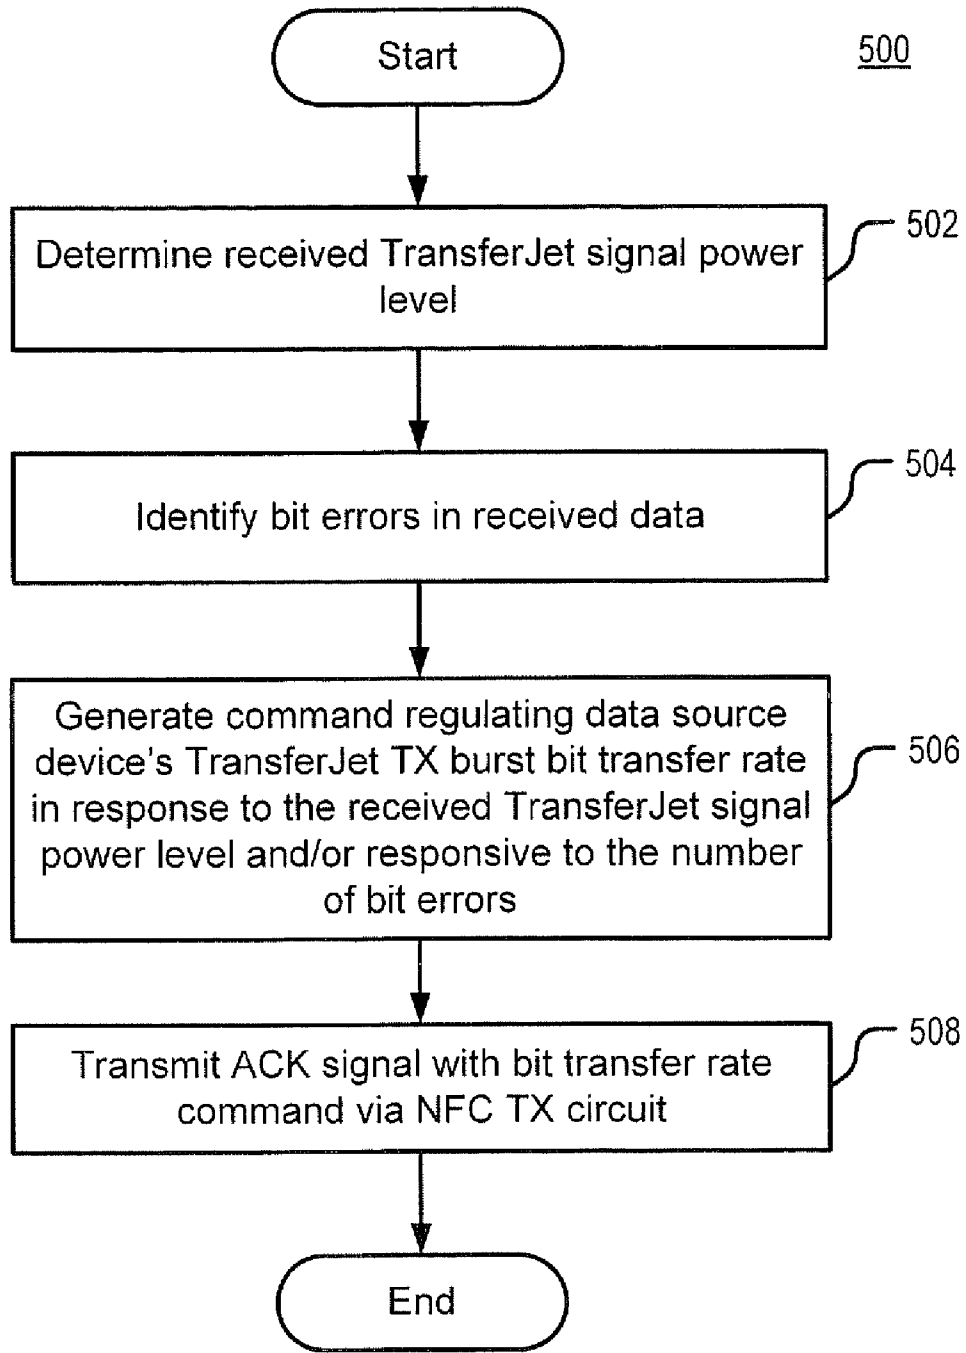 Start
500
Determine received TransferJet signal power
level
502
Identify bit errors in received data
504
Generate command regulating data source
device's TransferJet TX burst bit transfer rate
in response to the received TransferJet signal
power level and/or responsive to the number
of bit errors
506
Transmit ACK signal with bit transfer rate
command via NFC TX circuit
508
End